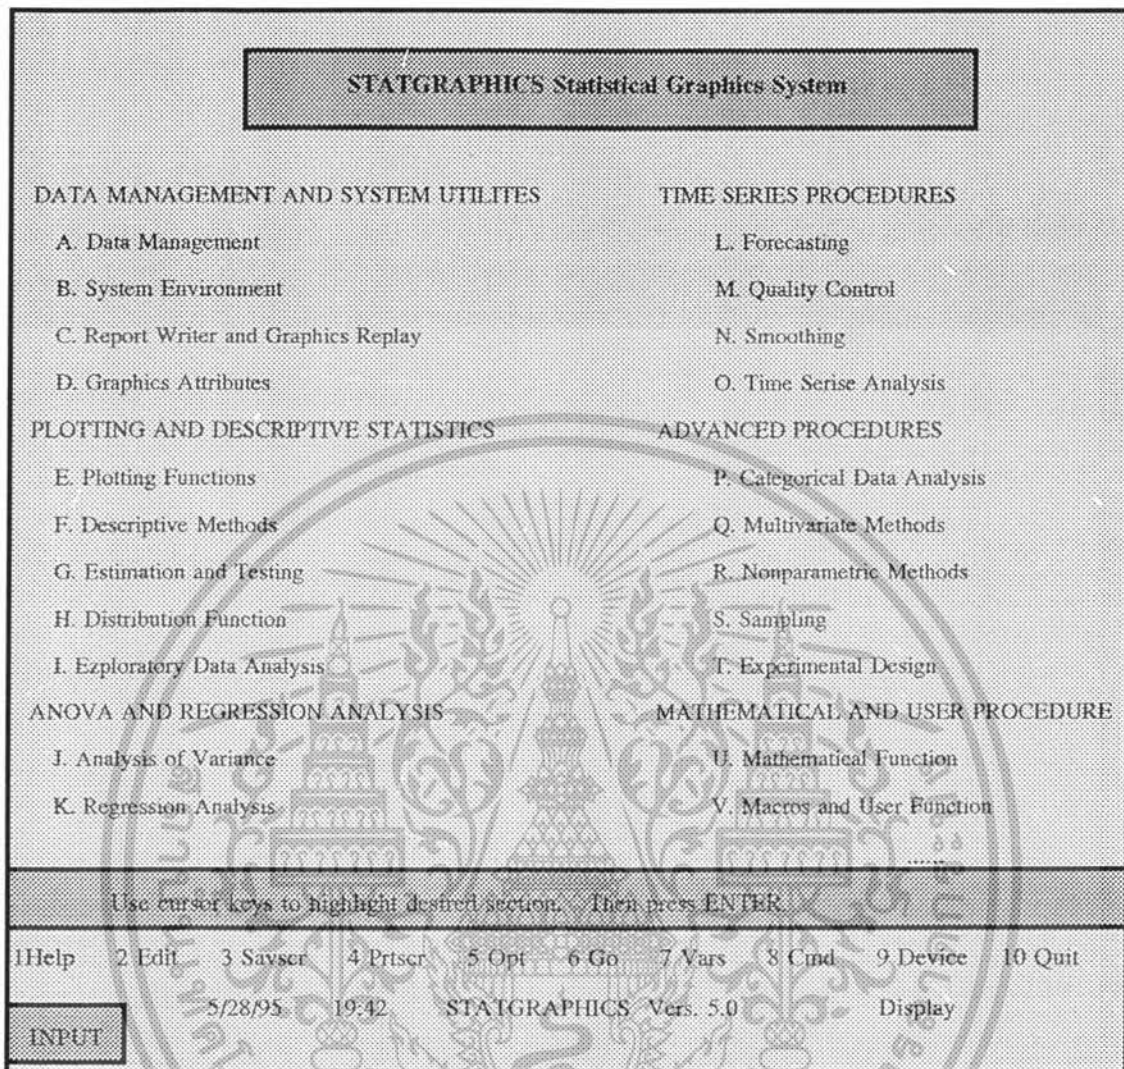 STATGRAPHICS Statistical Graphics System
DATA MANAGEMENT AND SYSTEM UTILITES
A. Data Management
B. System Environment
C. Report Writer and Graphics Replay
D. Graphics Attributes
PLOTTING AND DESCRIPTIVE STATISTICS
E. Plotting Functions
F. Descriptive Methods
G. Estimation and Testing
H. Distribution Function
I. Ezploratory Data Analysis
ANOVA AND REGRESSION ANALYSIS
J. Analysis of Variance
K. Regression Analysis
TIME SERIES PROCEDURES
L. Forecasting
M. Quality Control
N. Smoothing
O. Time Serise Analysis
ADVANCED PROCEDURES
P. Categorical Data Analysis
Q. Multivariate Methods
R. Nonparametric Methods
S. Sampling
T. Experimental Design
MATHEMATICAL AND USER PROCEDURE
U. Mathematical Function
V. Macros and User Function
......
Use cursor keys to highlight desired section. Then press ENTER.
1Help 2 Edit 3 Savscr 4 Prtscr 5 Opt 6 Go 7 Vars 8 Cmd 9 Device 10 Quit
5/28/95 19:42 STATGRAPHICS Vers. 5.0 Display
INPUT